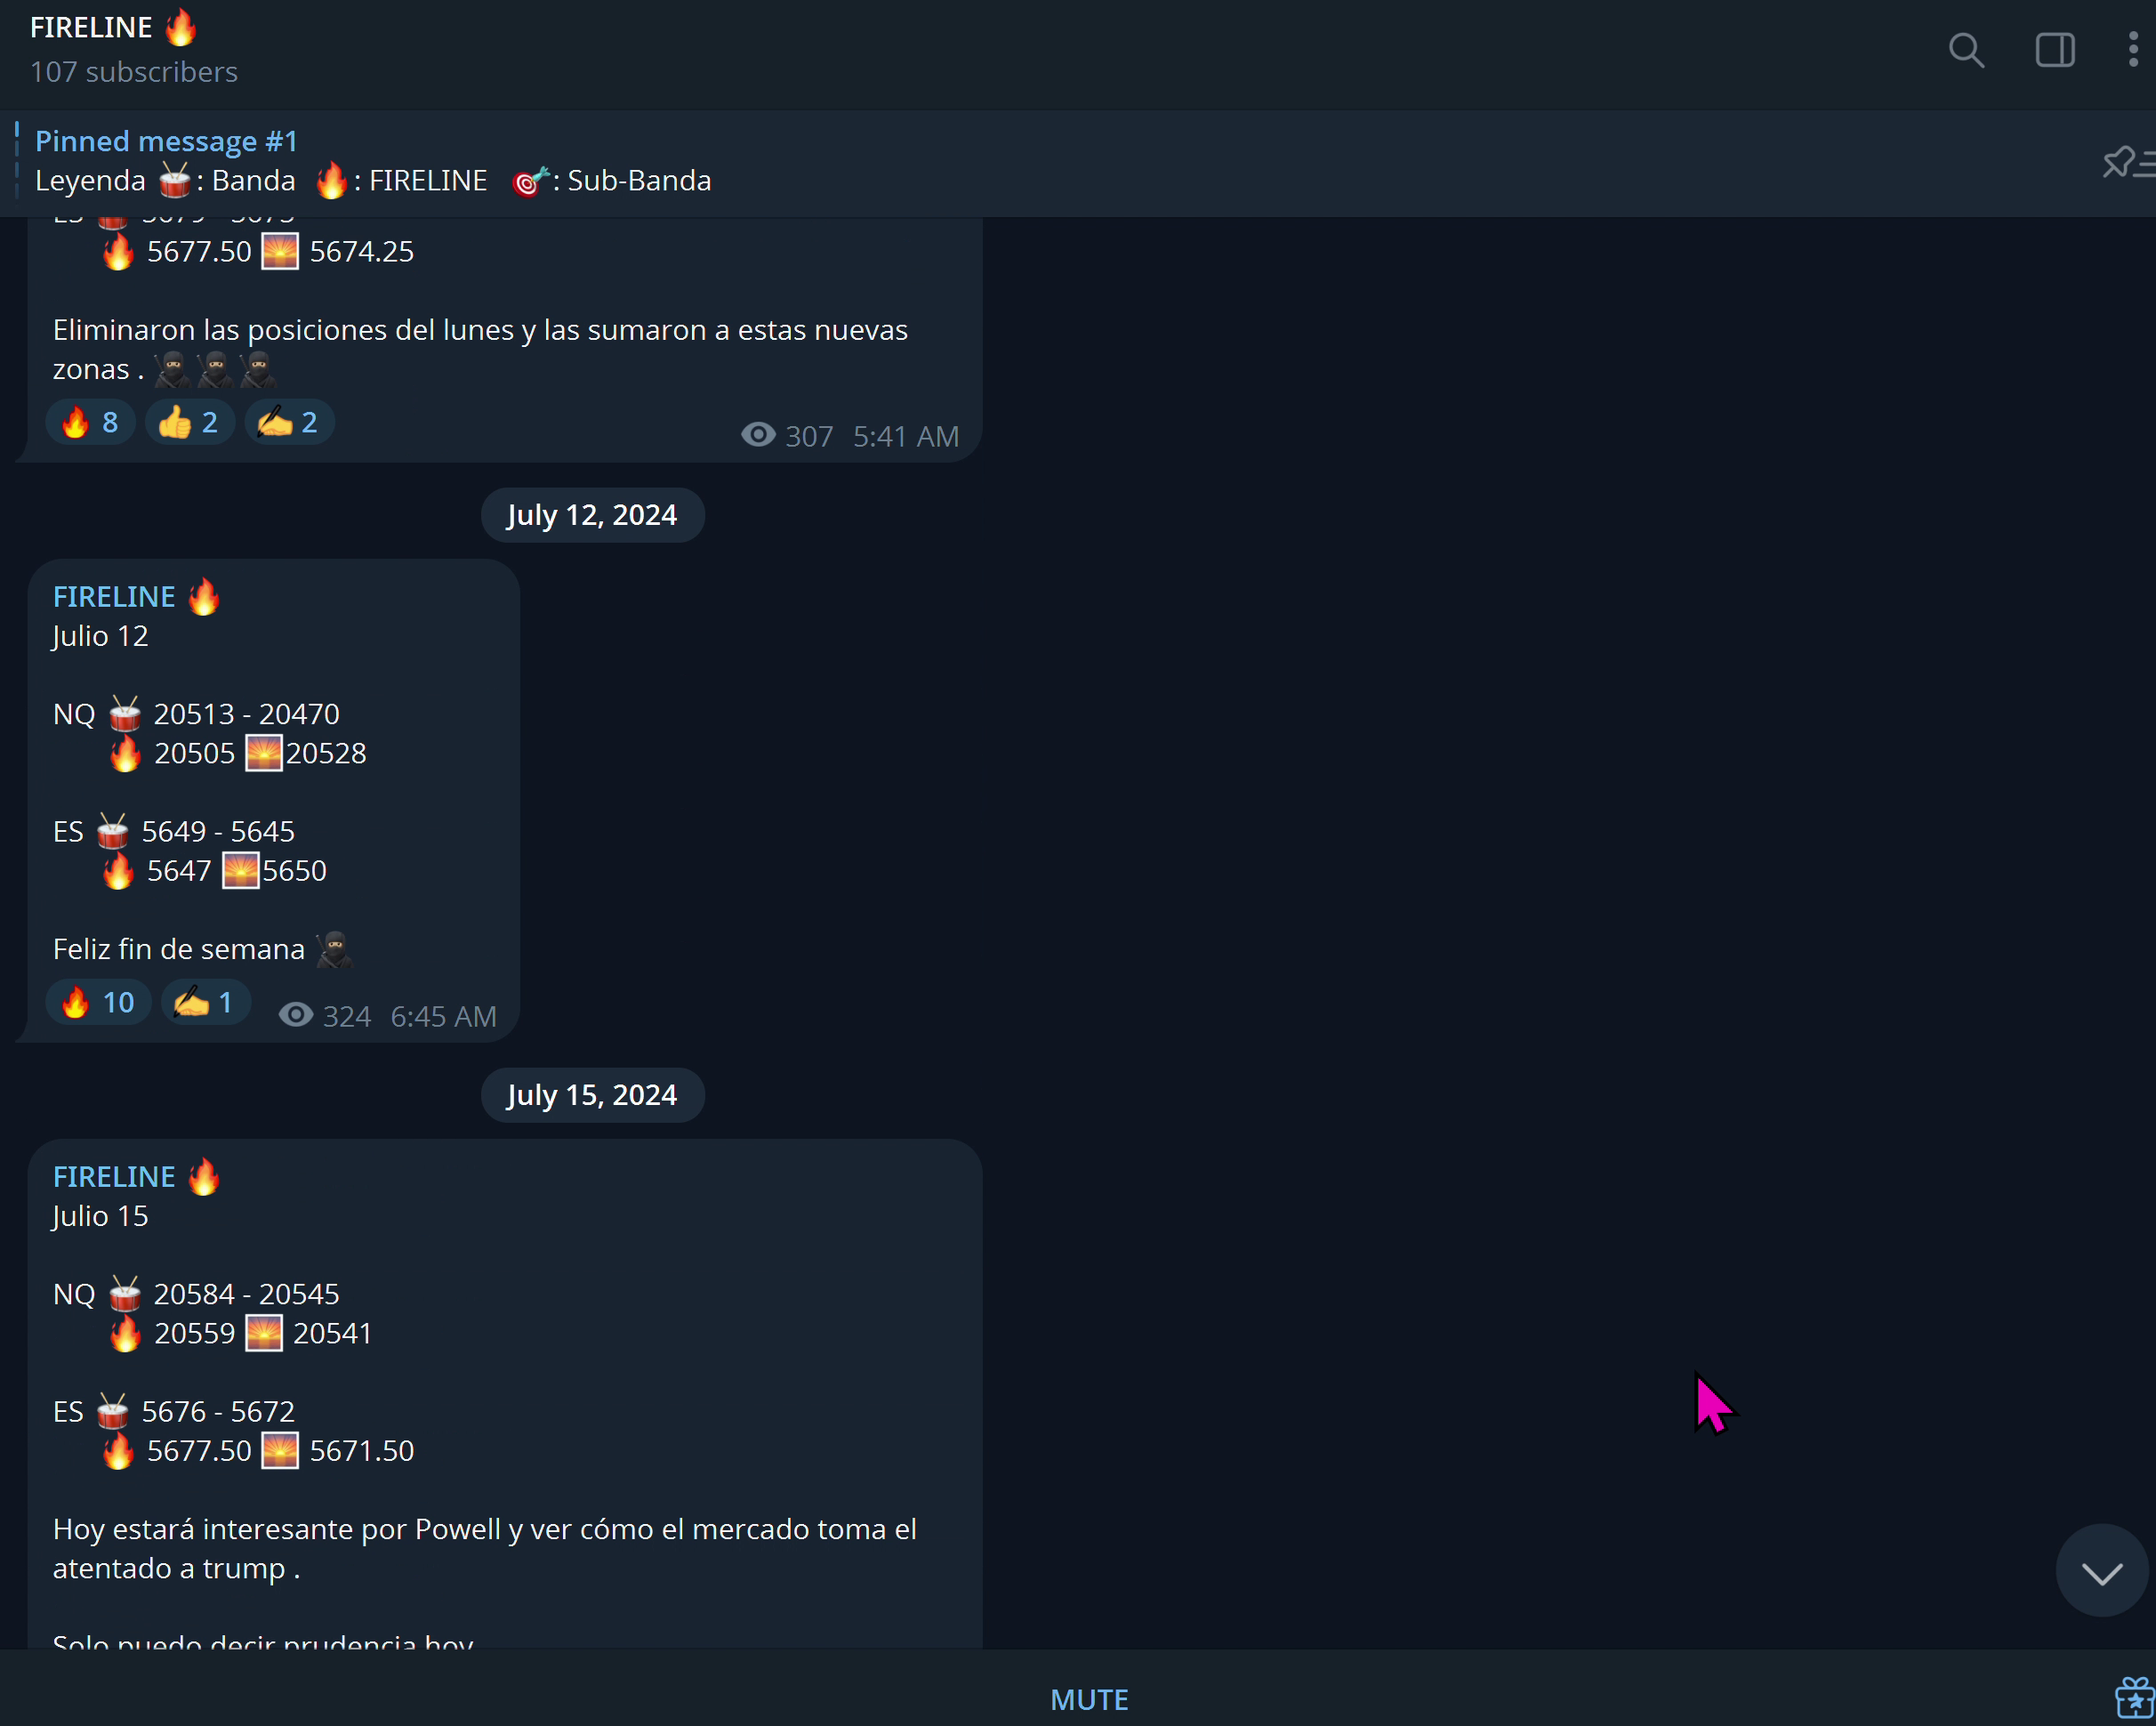 FIRELINE 🔥
107 subscribers
Pinned message #1
Leyenda 🥁: Banda 🔥: FIRELINE 🎯: Sub-Banda
ES 🥁 5679 - 5675
🔥 5677.50 🌅 5674.25
Eliminaron las posiciones del lunes y las sumaron a estas nuevas
zonas . 🥷🥷🥷
🔥 8 👍 2 ✍ 2 307 5:41 AM
July 12, 2024
FIRELINE 🔥
Julio 12
NQ 🥁 20513 - 20470
🔥 20505 🌅20528
ES 🥁 5649 - 5645
🔥 5647 🌅5650
Feliz fin de semana 🥷
🔥 10 ✍ 1 324 6:45 AM
July 15, 2024
FIRELINE 🔥
Julio 15
NQ 🥁 20584 - 20545
🔥 20559 🌅 20541
ES 🥁 5676 - 5672
🔥 5677.50 🌅 5671.50
Hoy estará interesante por Powell y ver cómo el mercado toma el
atentado a trump .
Solo puedo decir prudencia hoy
MUTE